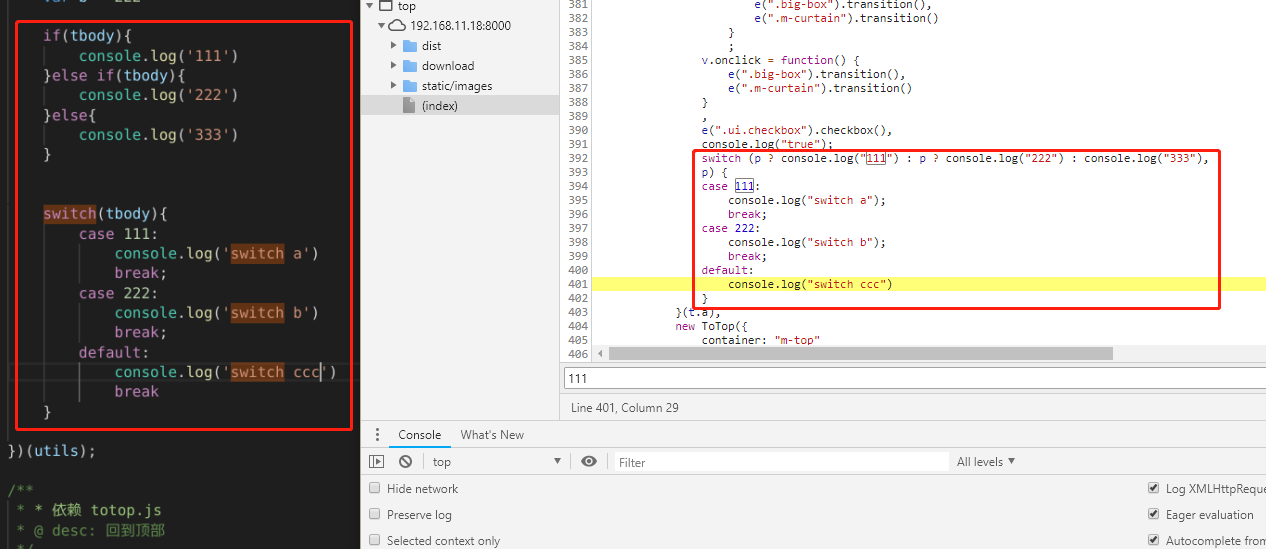 if(tbody){
console.log('111')
}else if(tbody){
console.log('222')
}else{
console.log('333')
}
switch(tbody){
case 111:
console.log('switch a')
break;
case 222:
console.log('switch b')
break;
default:
console.log('switch ccc')
break
}
})(utils);
/**
* * 依赖 totop.js
* @ desc: 回到顶部
*/
top
192.168.11.18:8000
dist
download
static/images
(index)
381 e(".big-box").transition(),
382 e(".m-curtain").transition()
383 }
384 ;
385 v.onclick = function() {
386 e(".big-box").transition(),
387 e(".m-curtain").transition()
388 }
389 ,
390 e(".ui.checkbox").checkbox(),
391 console.log("true");
392 switch (p ? console.log("111") : p ? console.log("222") : console.log("333"),
393 p) {
394 case 111:
395 console.log("switch a");
396 break;
397 case 222:
398 console.log("switch b");
399 break;
400 default:
401 console.log("switch ccc")
402 }
403 }(t.a),
404 new ToTop({
405 container: "m-top"
406
111
Line 401, Column 29
Console What's New
top Filter All levels
Hide network Log XMLHttpReque
Preserve log Eager evaluation
Selected context only Autocomplete from